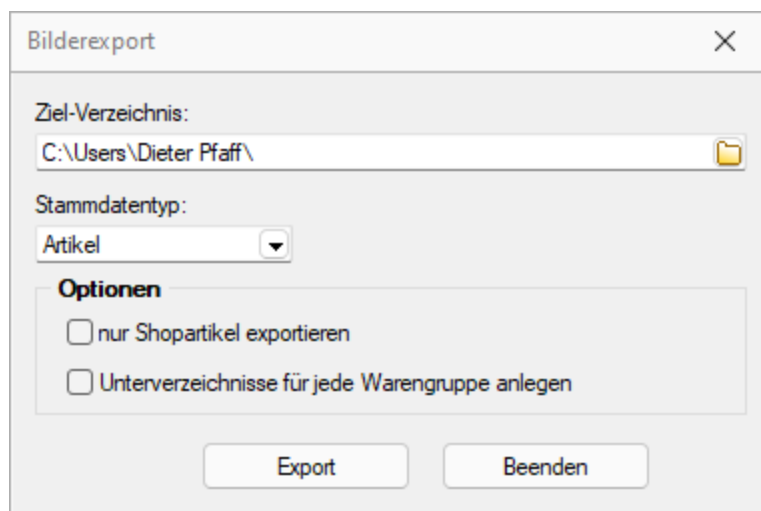 Bilderexport
Ziel-Verzeichnis:
C:\Users\Dieter Pfaff\
Stammdatentyp:
Artikel
Optionen
nur Shopartikel exportieren
Unterverzeichnisse für jede Warengruppe anlegen
Export Beenden